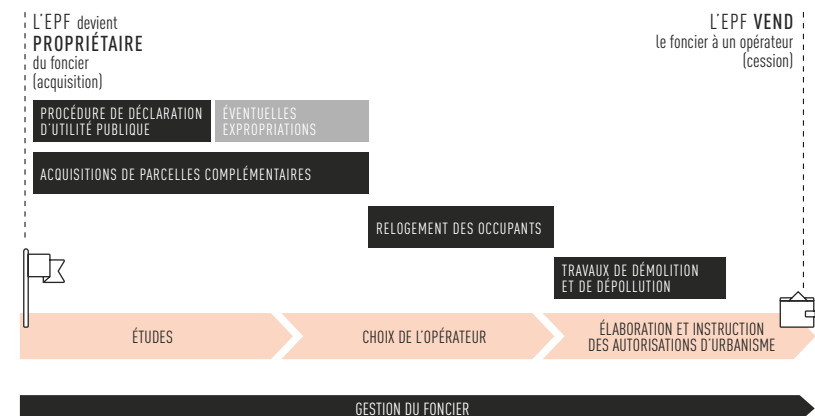 L'EPF devient
PROPRIÉTAIRE
du foncier
(acquisition)
L'EPF VEND
le foncier à un opérateur
(cession)
PROCÉDURE DE DÉCLARATION
D'UTILITÉ PUBLIQUE
ÉVENTUELLES
EXPROPRIATIONS
ACQUISITIONS DE PARCELLES COMPLÉMENTAIRES
RELOGEMENT DES OCCUPANTS
TRAVAUX DE DÉMOLITION
ET DE DÉPOLLUTION
ÉTUDES
CHOIX DE L'OPÉRATEUR
ÉLABORATION ET INSTRUCTION
DES AUTORISATIONS D'URBANISME
GESTION DU FONCIER